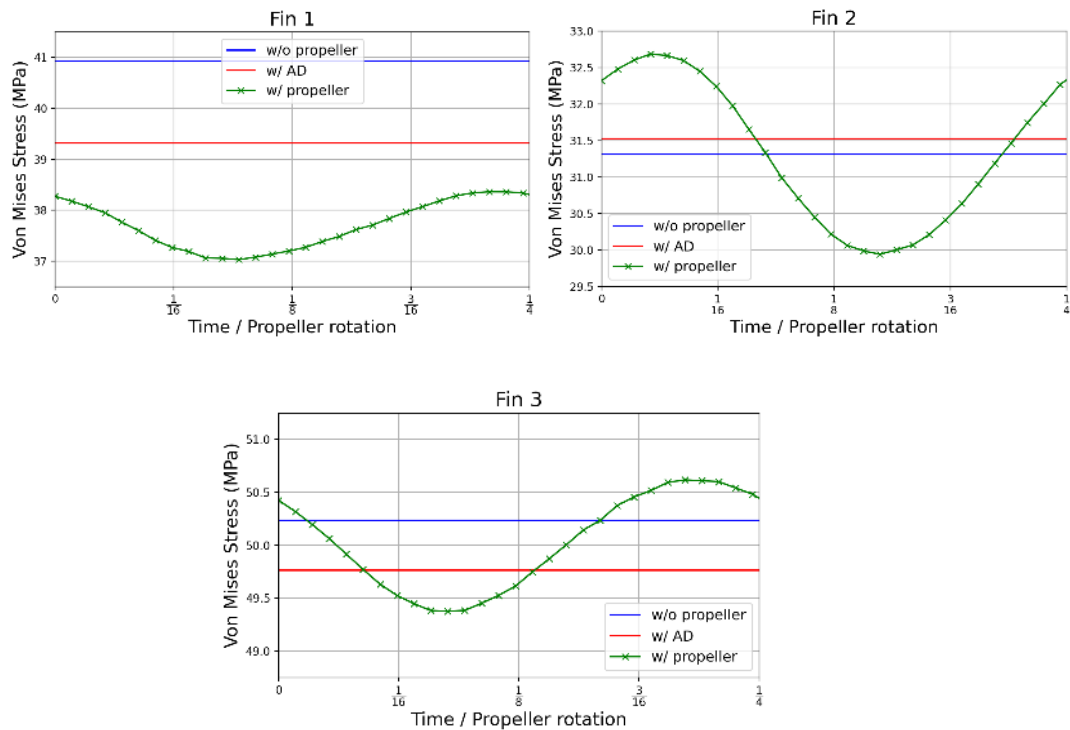 Fin 1
Von Mises Stress (MPa)
41
40
39
38
37
w/o propeller
w/ AD
w/ propeller
0
1/16
1/8
3/16
1/4
Time / Propeller rotation
Fin 2
Von Mises Stress (MPa)
33.0
32.5
32.0
31.5
31.0
30.5
30.0
29.5
w/o propeller
w/ AD
w/ propeller
0
1/16
1/8
3/16
1/4
Time / Propeller rotation
Fin 3
Von Mises Stress (MPa)
51.0
50.5
50.0
49.5
49.0
w/o propeller
w/ AD
w/ propeller
0
1/16
1/8
3/16
1/4
Time / Propeller rotation